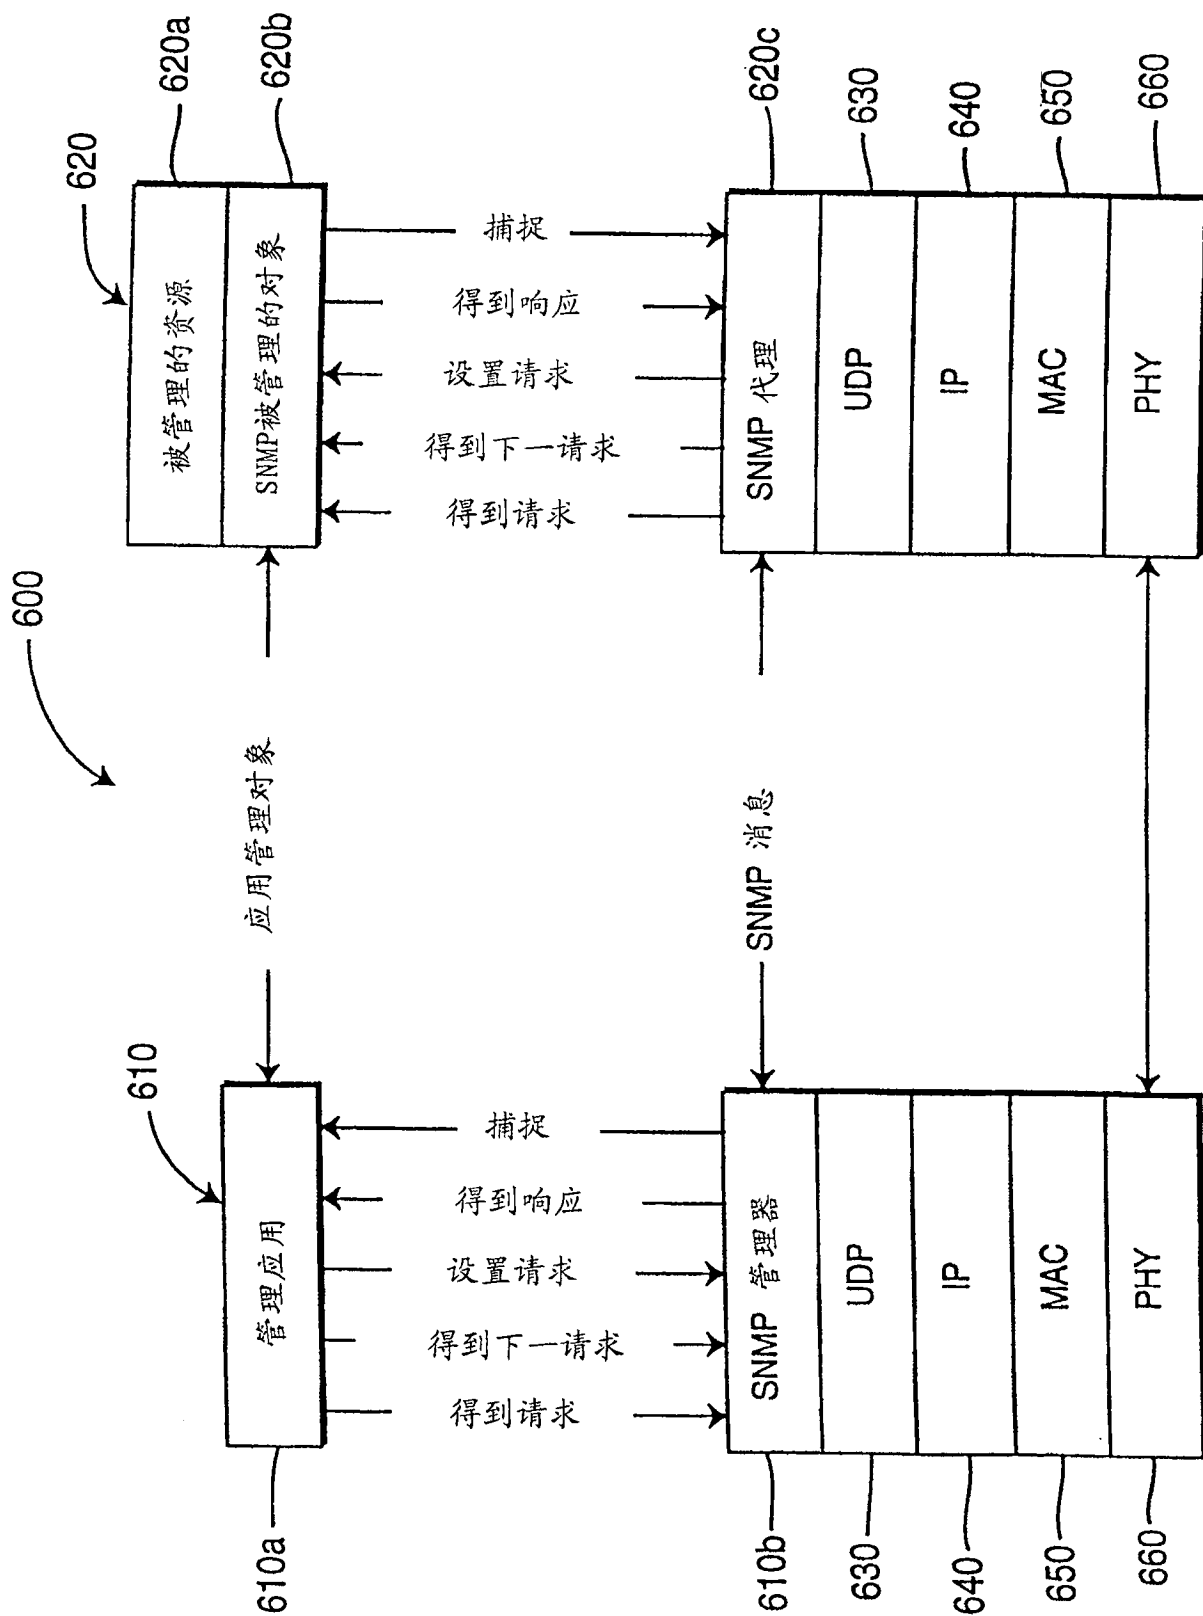 600
610
管理应用
610a
得到请求
得到下一请求
设置请求
得到响应
捕捉
SNMP 管理器
610b
UDP
630
IP
640
MAC
650
PHY
660
应用管理对象
SNMP 消息
620
被管理的资源
620a
SNMP被管理的对象
620b
得到请求
得到下一请求
设置请求
得到响应
捕捉
SNMP 代理
620c
UDP
630
IP
640
MAC
650
PHY
660